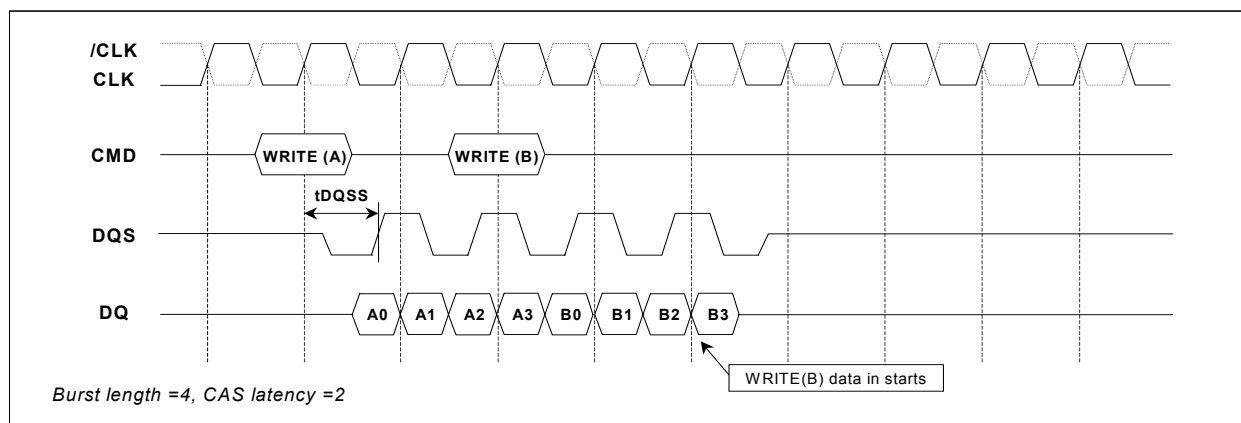 /CLK
CLK
CMD WRITE (A) WRITE (B)
tDQSS
DQS
DQ A0 A1 A2 A3 B0 B1 B2 B3
WRITE(B) data in starts
Burst length =4, CAS latency =2